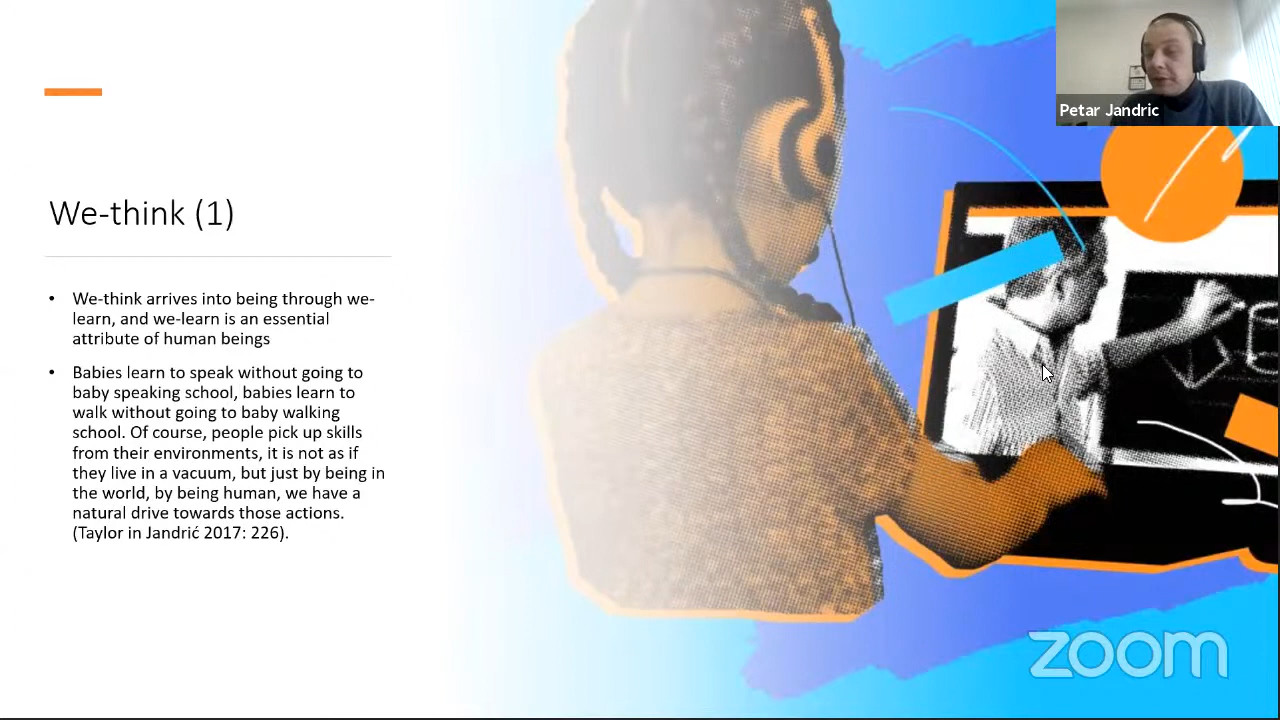 Petar Jandric
We-think (1)
• We-think arrives into being through we-
learn, and we-learn is an essential
attribute of human beings
• Babies learn to speak without going to
baby speaking school, babies learn to
walk without going to baby walking
school. Of course, people pick up skills
from their environments, it is not as if
they live in a vacuum, but just by being in
the world, by being human, we have a
natural drive towards those actions.
(Taylor in Jandrić 2017: 226).
zoom